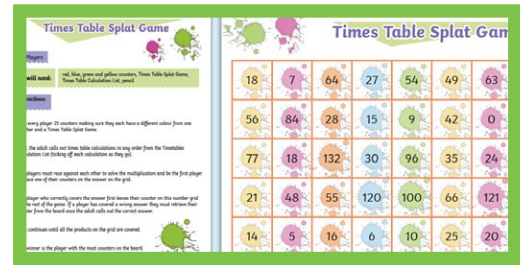 Times Table Splat Game
Players
will need:
red, blue, green and yellow counters, Times Table Splat Game,
Times Table Calculation List, pencil
every player 25 counters making sure they each have a different colour from one
and a Times Table Splat Game.
the adult calls out times table calculations in any order from the Timetables
List (ticking off each calculation as they go).
players must race against each other to solve the multiplication and be the first player
one of their counters on the answer on the grid.
player who correctly covers the answer first leaves their counter on this number grid
the rest of the game. If a player has covered a wrong answer they must retrieve their
from the board once the adult calls out the correct answer.
continues until all the products on the grid are covered.
winner is the player with the most counters on the board.
Times Table Splat Gam
18 7 64 27 54 49 63
56 84 28 15 9 42 0
77 18 132 30 96 35 24
21 48 55 120 100 66 121
14 5 16 6 10 25 20